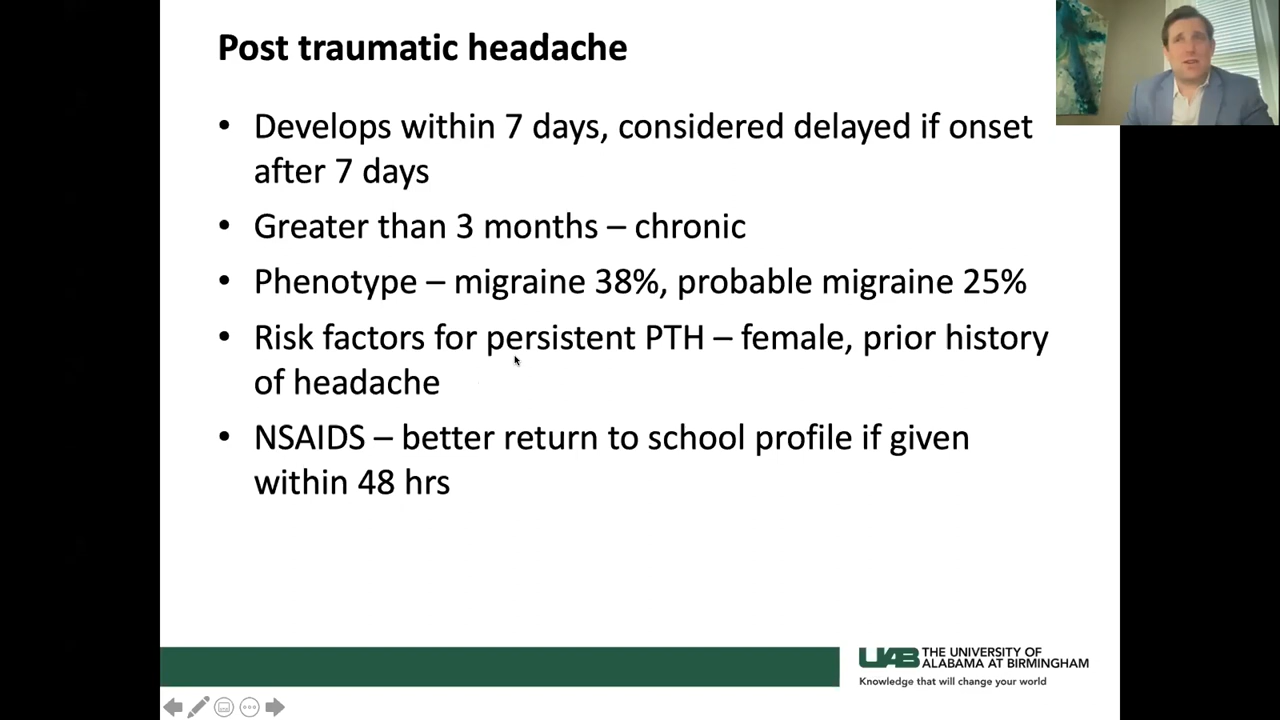 Post traumatic headache
• Develops within 7 days, considered delayed if onset
after 7 days
• Greater than 3 months – chronic
• Phenotype – migraine 38%, probable migraine 25%
• Risk factors for persistent PTH – female, prior history
of headache
• NSAIDS – better return to school profile if given
within 48 hrs
UAB THE UNIVERSITY OF
ALABAMA AT BIRMINGHAM
Knowledge that will change your world